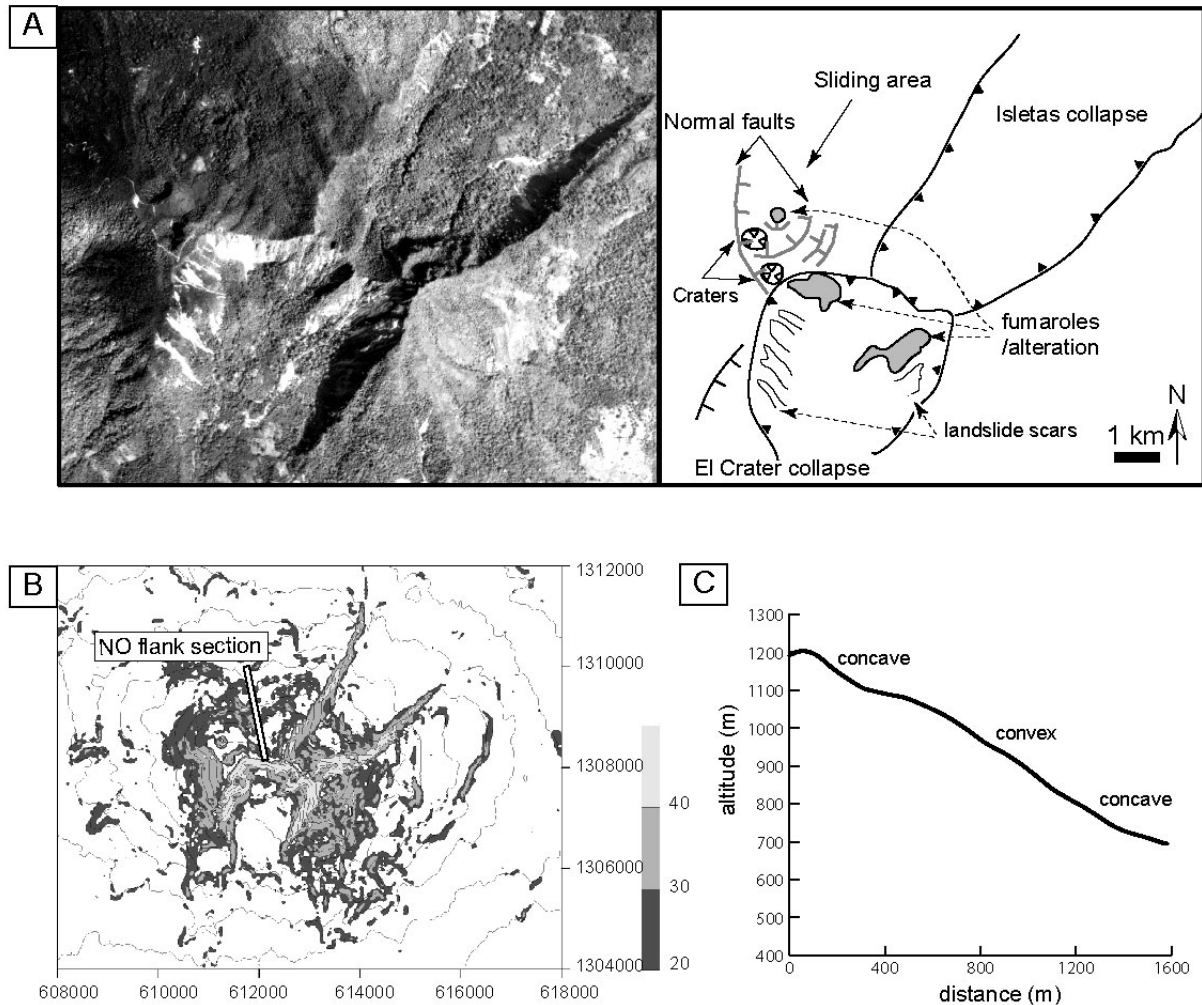 A
Sliding area
Normal faults
Isletas collapse
Craters
fumaroles
/alteration
landslide scars
N
1 km
El Crater collapse
B
NO flank section
1312000
1310000
1308000
1306000
1304000
40
30
20
608000
610000
612000
614000
616000
618000
C
altitude (m)
1300
1200
1100
1000
900
800
700
600
500
400
concave
convex
concave
0
400
800
1200
1600
distance (m)